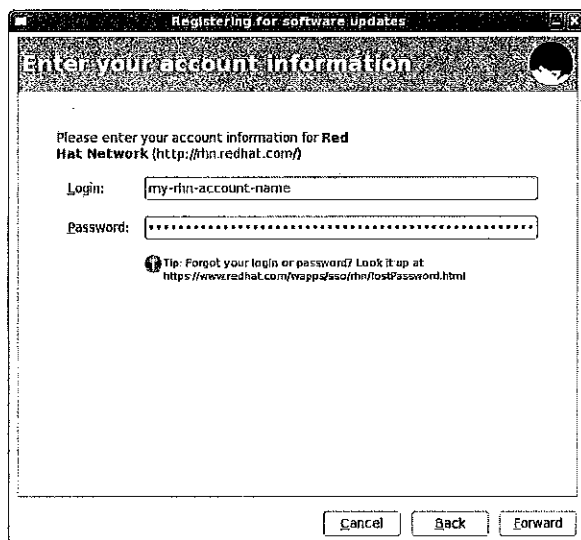 Registering for software updates
Enter your account information
Please enter your account information for Red
Hat Network (http://rhn.redhat.com/)
Login: my-rhn-account-name
Password: ••••••••••••••••••••••••••••••••••••••••••••••••
Tip: Forgot your login or password? Look it up at
https://www.redhat.com/wapps/sso/rhn/lostPassword.html
Cancel Back Forward